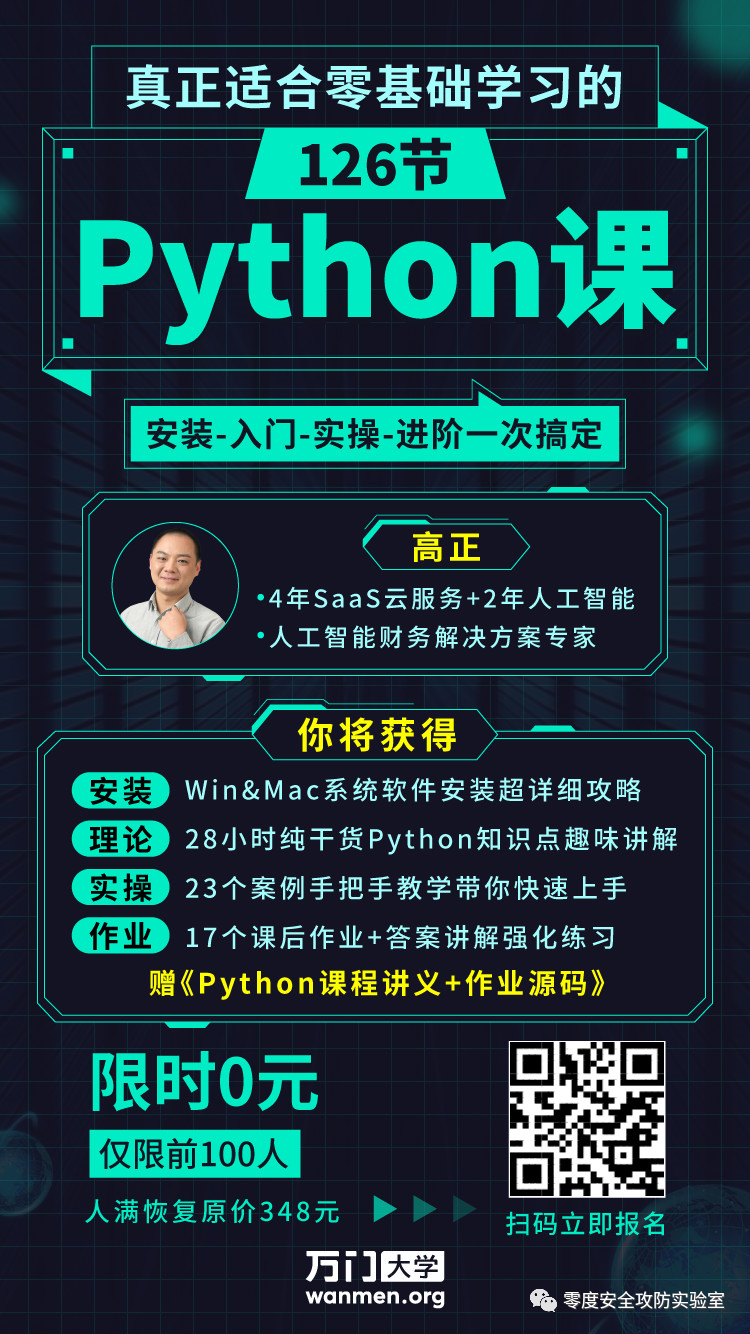 真正适合零基础学习的
126节
Python课
安装-入门-实操-进阶一次搞定
高正
•4年SaaS云服务+2年人工智能
•人工智能财务解决方案专家
你将获得
安装 Win&Mac系统软件安装超详细攻略
理论 28小时纯干货Python知识点趣味讲解
实操 23个案例手把手教学带你快速上手
作业 17个课后作业+答案讲解强化练习
赠《Python课程讲义+作业源码》
限时0元
仅限前100人
人满恢复原价348元
扫码立即报名
万门大学
wanmen.org
零度安全攻防实验室